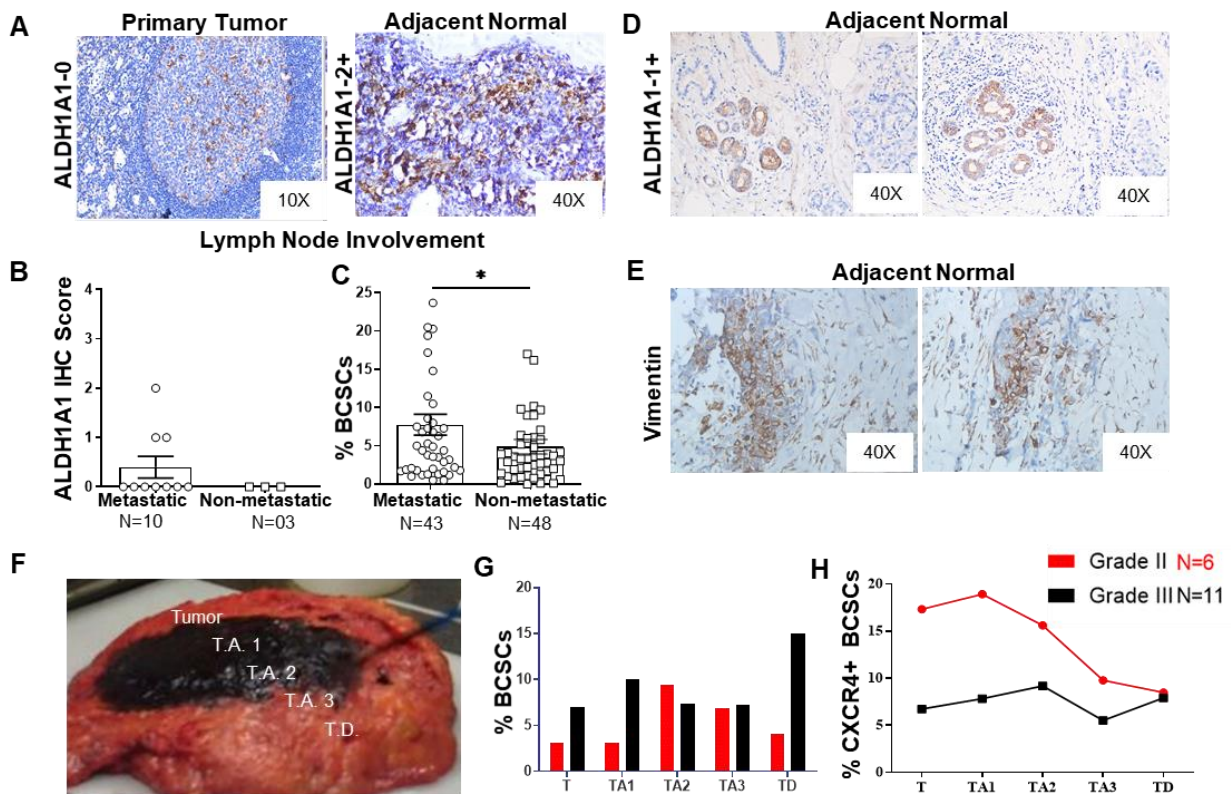 A
Primary Tumor
Adjacent Normal
ALDH1A1-0
10X
ALDH1A1-2+
40X
D
Adjacent Normal
ALDH1A1-1+
40X
40X
Lymph Node Involvement
B
ALDH1A1 IHC Score
4
3
2
1
0
Metastatic
Non-metastatic
N=10
N=03
C
*
% BCSCs
25
20
15
10
5
0
Metastatic
Non-metastatic
N=43
N=48
E
Adjacent Normal
Vimentin
40X
40X
F
Tumor
T.A. 1
T.A. 2
T.A. 3
T.D.
G
% BCSCs
20
15
10
5
0
T TA1 TA2 TA3 TD
H
Grade II N=6
Grade III N=11
% CXCR4+ BCSCs
20
15
10
5
0
T TA1 TA2 TA3 TD